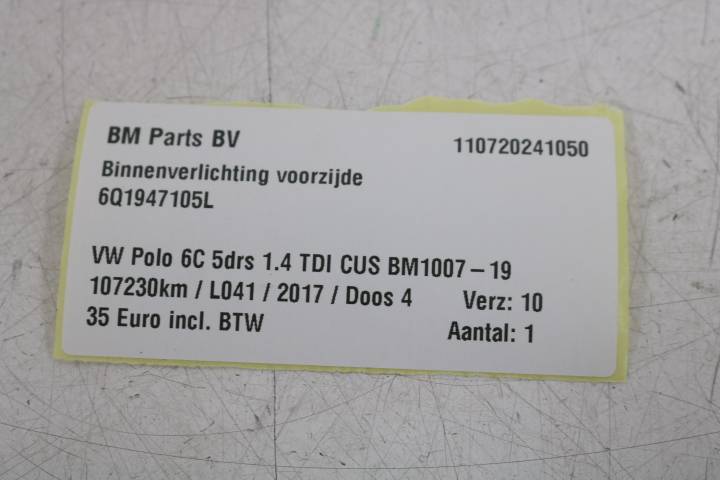 BM Parts BV 110720241050
Binnenverlichting voorzijde
6Q1947105L
VW Polo 6C 5drs 1.4 TDI CUS BM1007-19
107230km / L041 / 2017 / Doos 4 Verz: 10
35 Euro incl. BTW Aantal: 1